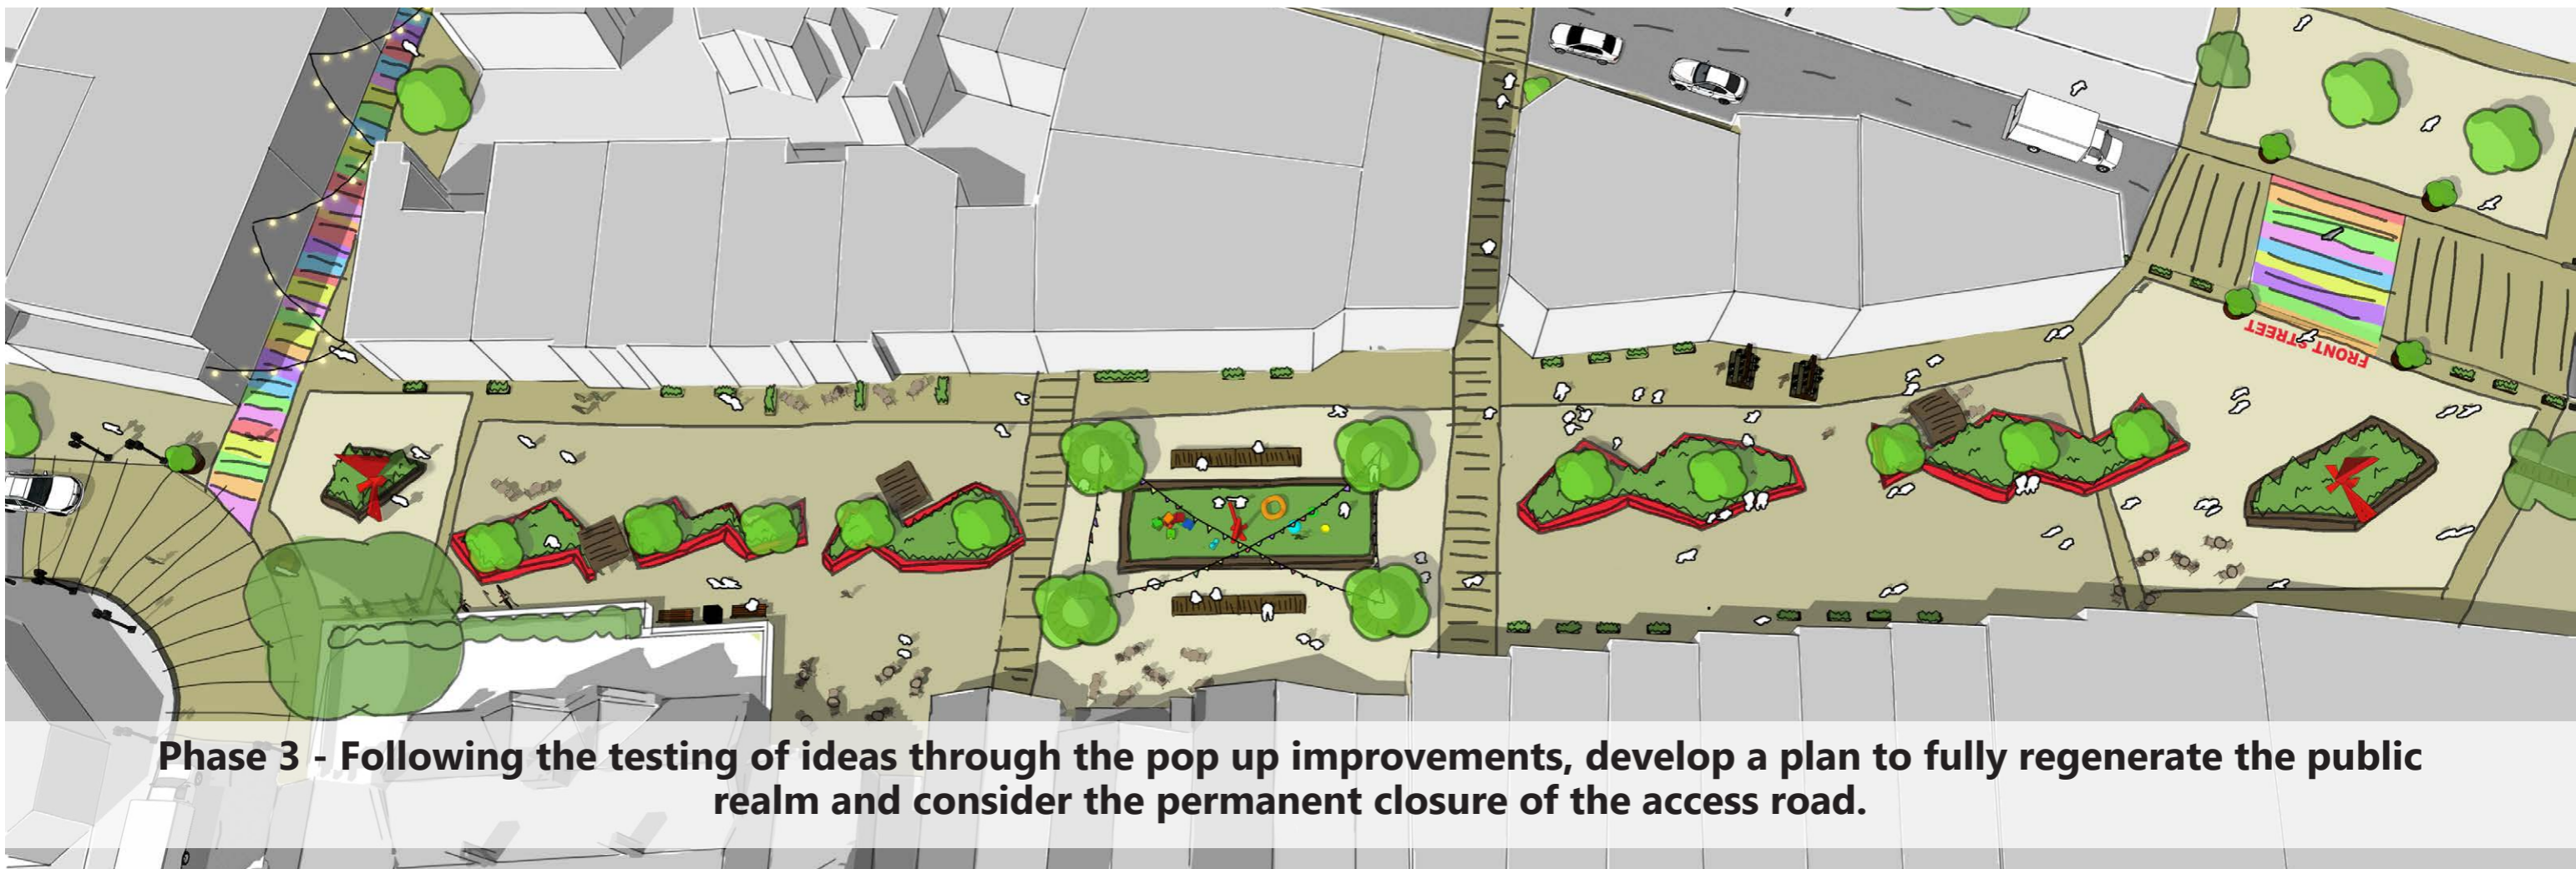 FRONT STREET
Phase 3 - Following the testing of ideas through the pop up improvements, develop a plan to fully regenerate the public
realm and consider the permanent closure of the access road.